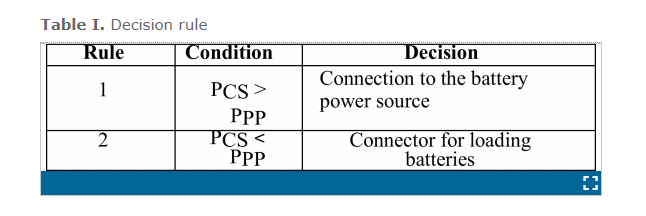 Table I. Decision rule
Rule Condition Decision
1 PCS > PPP Connection to the battery power source
2 PCS < PPP Connector for loading batteries